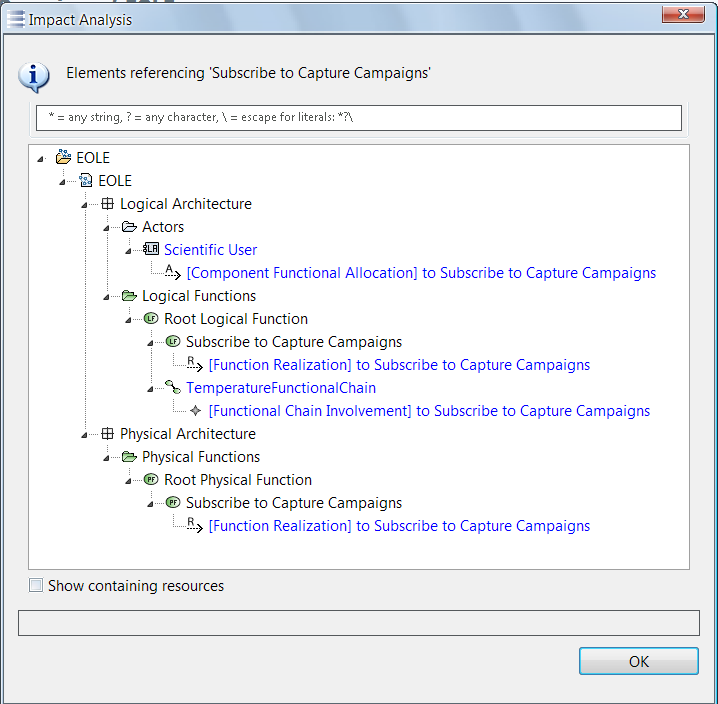 Impact Analysis
Elements referencing 'Subscribe to Capture Campaigns'
* = any string, ? = any character, \ = escape for literals: *?\
EOLE
EOLE
Logical Architecture
Actors
LA Scientific User
A [Component Functional Allocation] to Subscribe to Capture Campaigns
Logical Functions
LF Root Logical Function
LF Subscribe to Capture Campaigns
R [Function Realization] to Subscribe to Capture Campaigns
TemperatureFunctionalChain
[Functional Chain Involvement] to Subscribe to Capture Campaigns
Physical Architecture
Physical Functions
PF Root Physical Function
PF Subscribe to Capture Campaigns
R [Function Realization] to Subscribe to Capture Campaigns
Show containing resources
OK